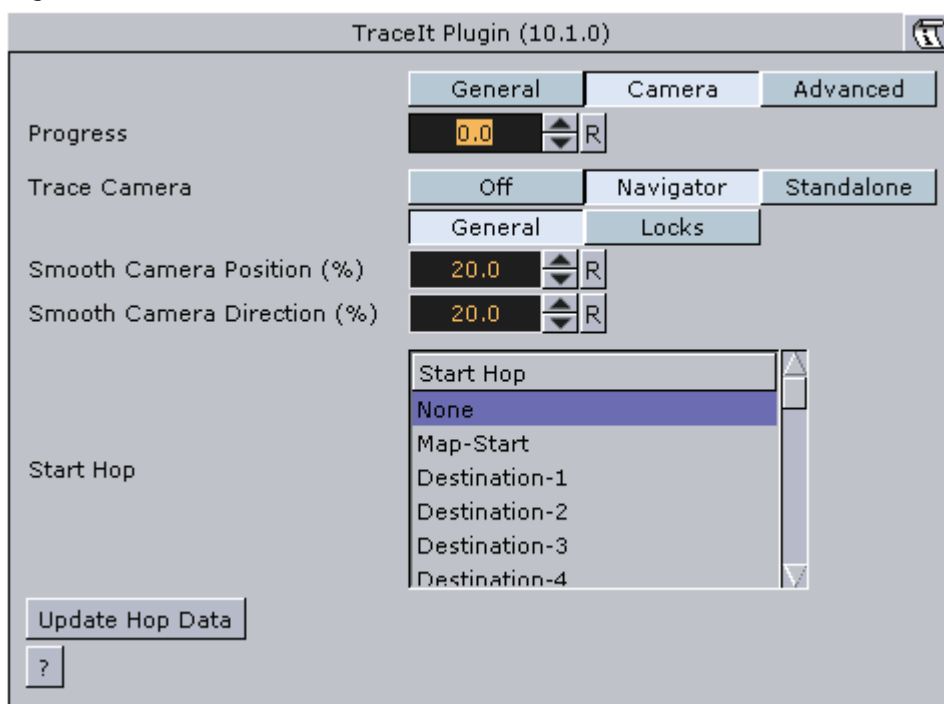 TraceIt Plugin (10.1.0)
General Camera Advanced
Progress 0.0 R
Trace Camera Off Navigator Standalone
General Locks
Smooth Camera Position (%) 20.0 R
Smooth Camera Direction (%) 20.0 R
Start Hop
None
Map-Start
Start Hop
Destination-1
Destination-2
Destination-3
Destination-4
Update Hop Data
?